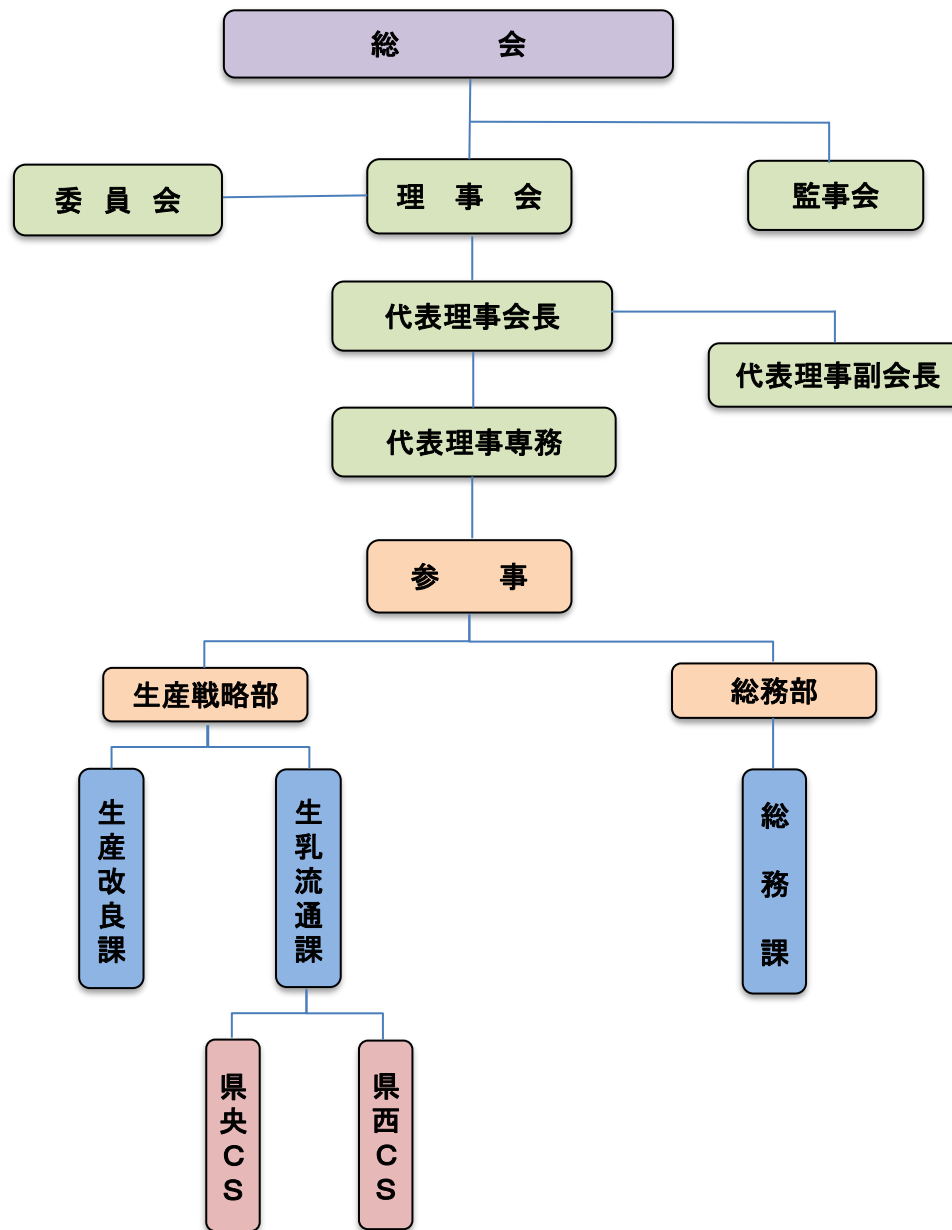 総　会
委員会
理事会
監事会
代表理事会長
代表理事副会長
代表理事専務
参　事
生産戦略部
総務部
生産改良課
生乳流通課
総務課
県央ＣＳ
県西ＣＳ